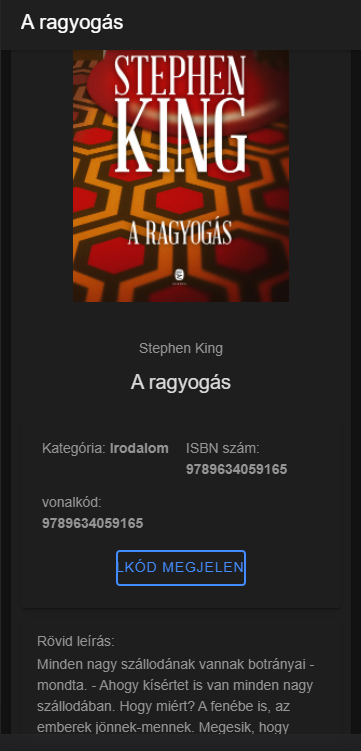 A ragyogás
STEPHEN
KING
A RAGYOGÁS
Stephen King
A ragyogás
Kategória: Irodalom
ISBN szám:
9789634059165
vonalkód:
9789634059165
LKÓD MEGJELEN
Rövid leírás:
Minden nagy szállodának vannak botrányai -
mondta. - Ahogy kísértet is van minden nagy
szállodában. Hogy miért? A fenébe is, az
emberek jönnek-mennek. Megesik, hogy